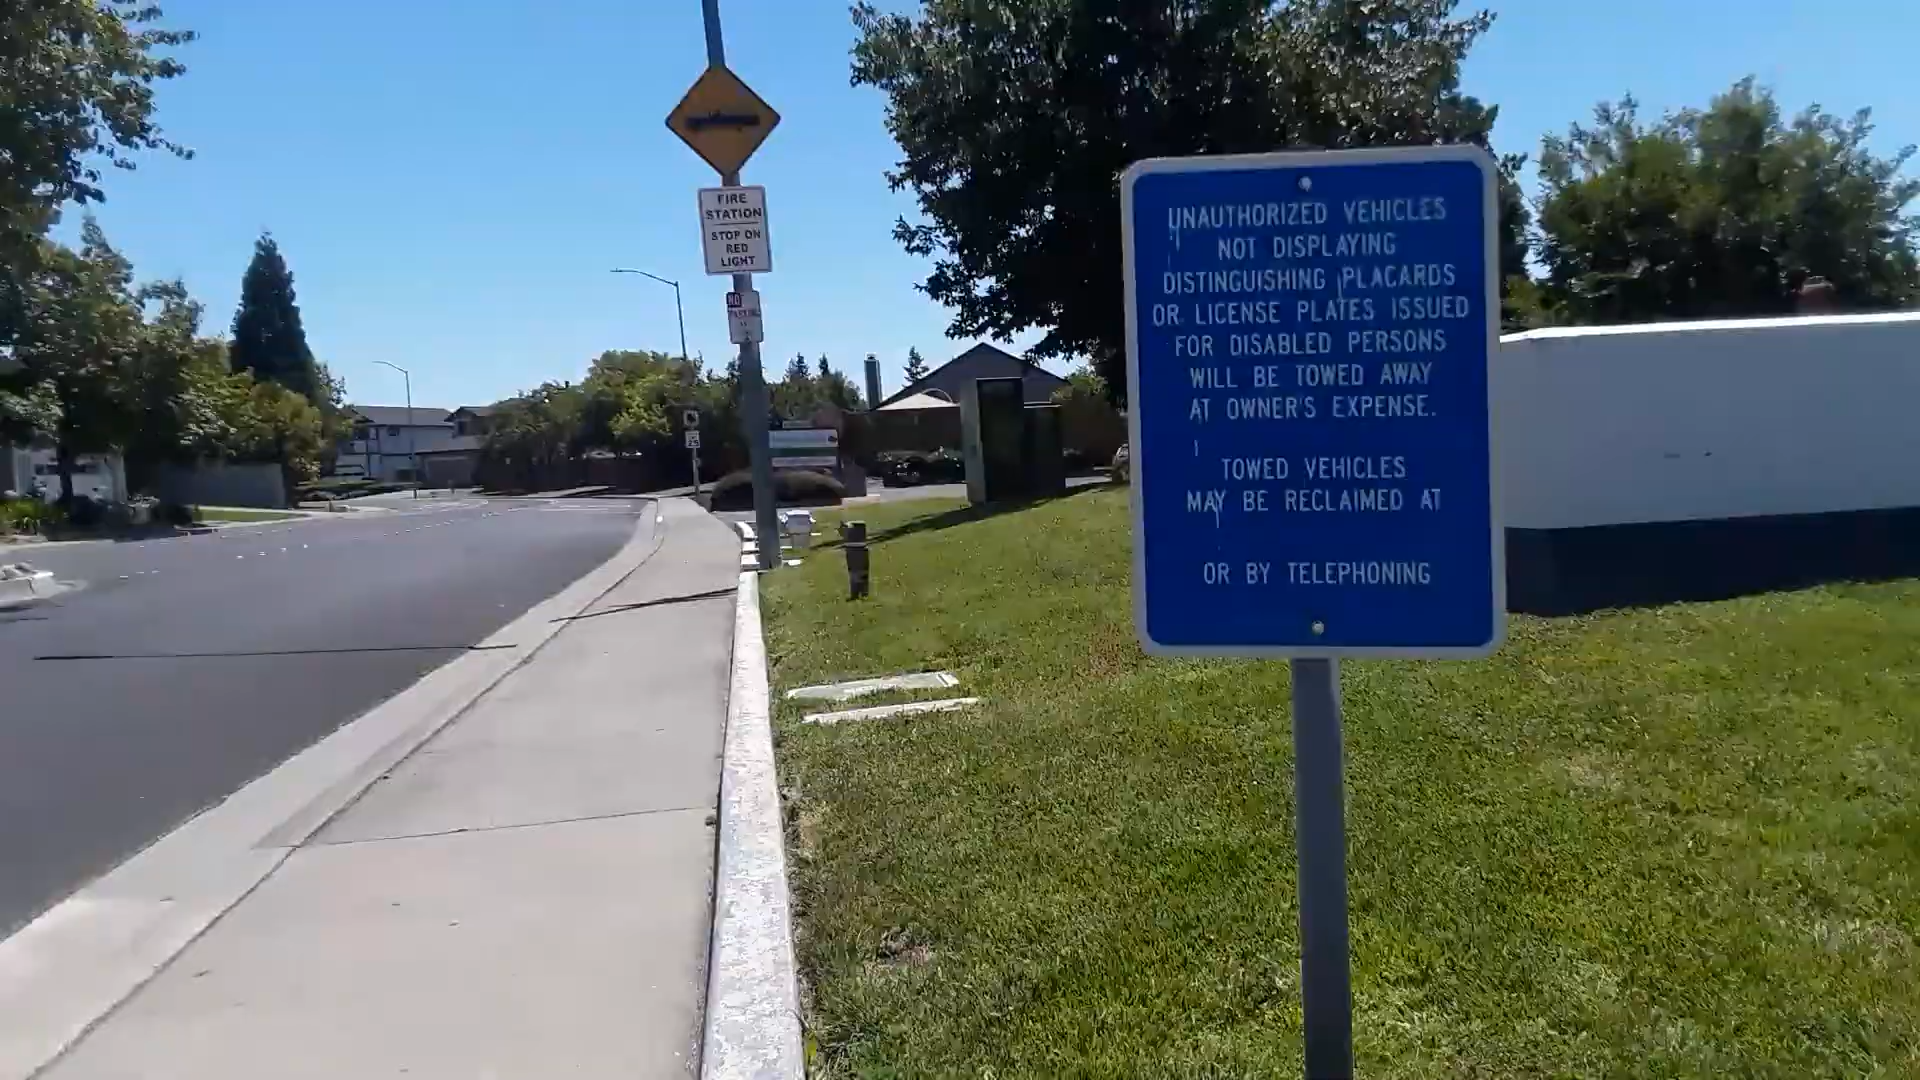 FIRE
STATION
STOP ON
RED
LIGHT
NO
PARKING
25
UNAUTHORIZED VEHICLES
NOT DISPLAYING
DISTINGUISHING PLACARDS
OR LICENSE PLATES ISSUED
FOR DISABLED PERSONS
WILL BE TOWED AWAY
AT OWNER'S EXPENSE.
TOWED VEHICLES
MAY BE RECLAIMED AT
OR BY TELEPHONING